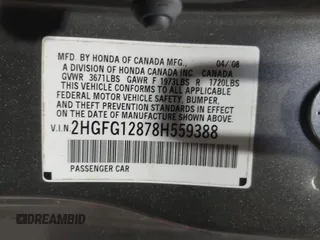 MFD. BY HONDA OF CANADA MFG., 04/08
A DIVISION OF HONDA CANADA INC., CANADA
GVWR 3671LBS GAWR F 1973LBS R 1720LBS
THIS VEHICLE CONFORMS TO ALL APPLICABLE
FEDERAL MOTOR VEHICLE SAFETY, BUMPER,
AND THEFT PREVENTION STANDARDS IN EFFECT
ON THE DATE OF MANUFACTURE SHOWN ABOVE.
V.I.N. 2HGFG12878H559388
PASSENGER CAR
DREAMBID